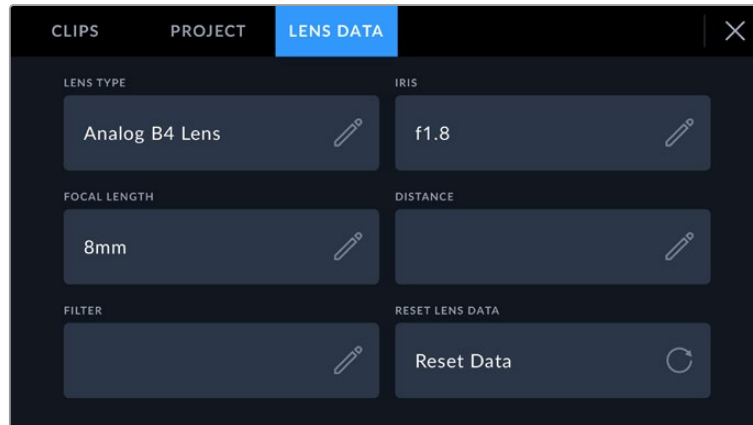 CLIPS PROJECT LENS DATA
LENS TYPE IRIS
Analog B4 Lens f1.8
FOCAL LENGTH DISTANCE
8mm
FILTER RESET LENS DATA
Reset Data